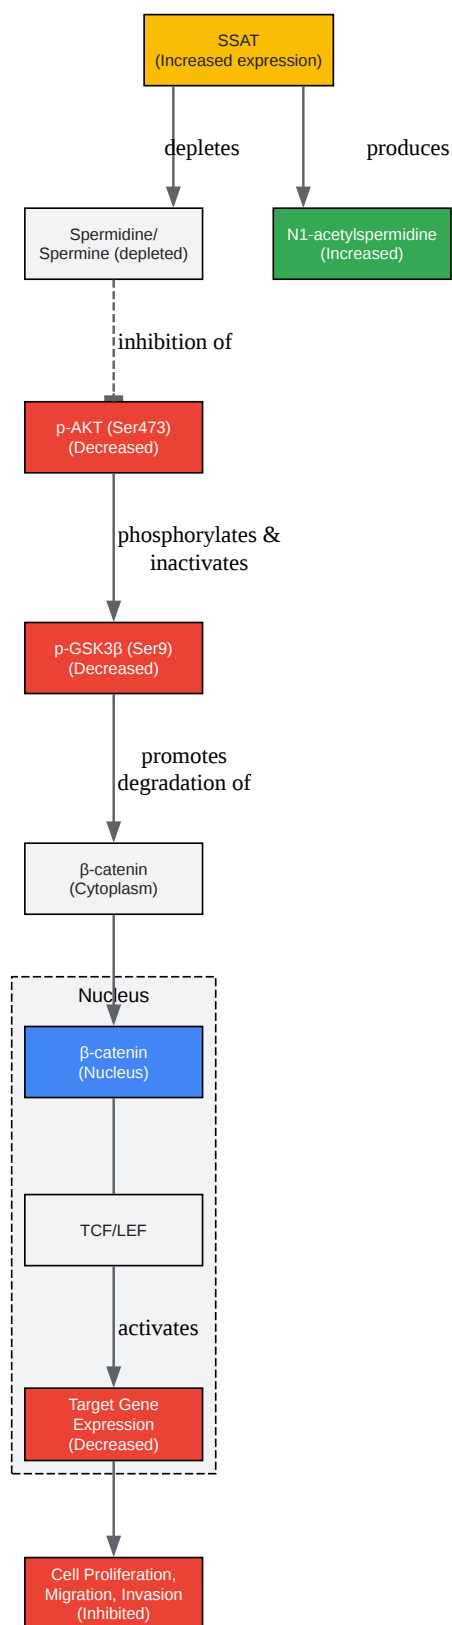 SSAT
(Increased expression)
depletes
produces
Spermidine/
Spermine (depleted)
N1-acetylspermidine
(Increased)
inhibition of
p-AKT (Ser473)
(Decreased)
phosphorylates &
inactivates
p-GSK3β (Ser9)
(Decreased)
promotes
degradation of
β-catenin
(Cytoplasm)
Nucleus
β-catenin
(Nucleus)
TCF/LEF
activates
Target Gene
Expression
(Decreased)
Cell Proliferation,
Migration, Invasion
(Inhibited)